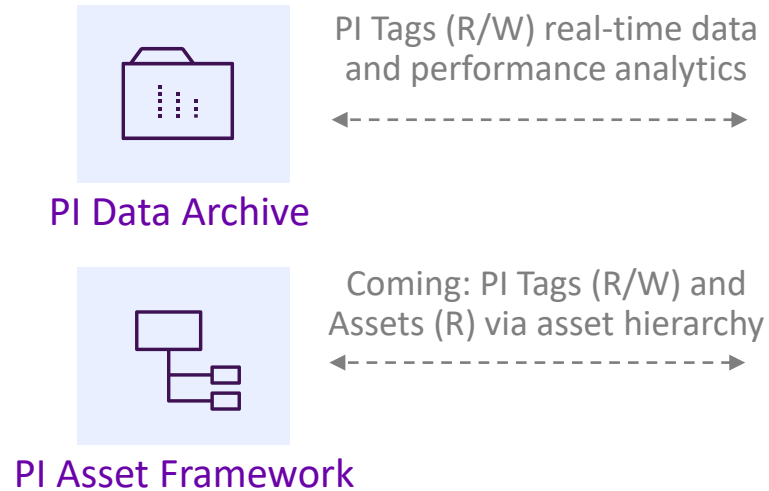 PI Tags (R/W) real-time data
and performance analytics
PI Data Archive
Coming: PI Tags (R/W) and
Assets (R) via asset hierarchy
PI Asset Framework